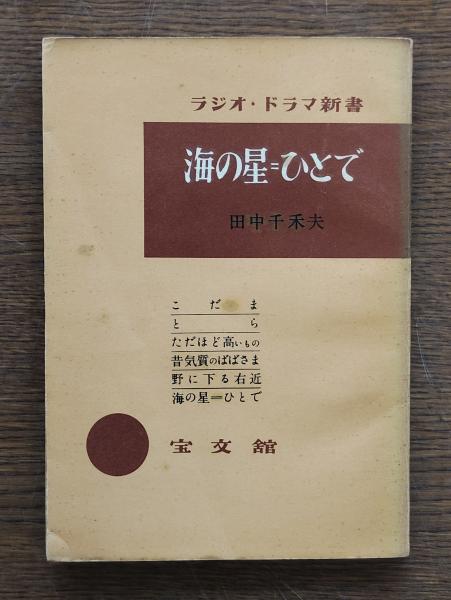 ラジオ・ドラマ新書
海の星=ひとで
田中千禾夫
こだま
とら
ただほど高いもの
昔気質のばばさま
野に下る右近
海の星=ひとで
宝文館